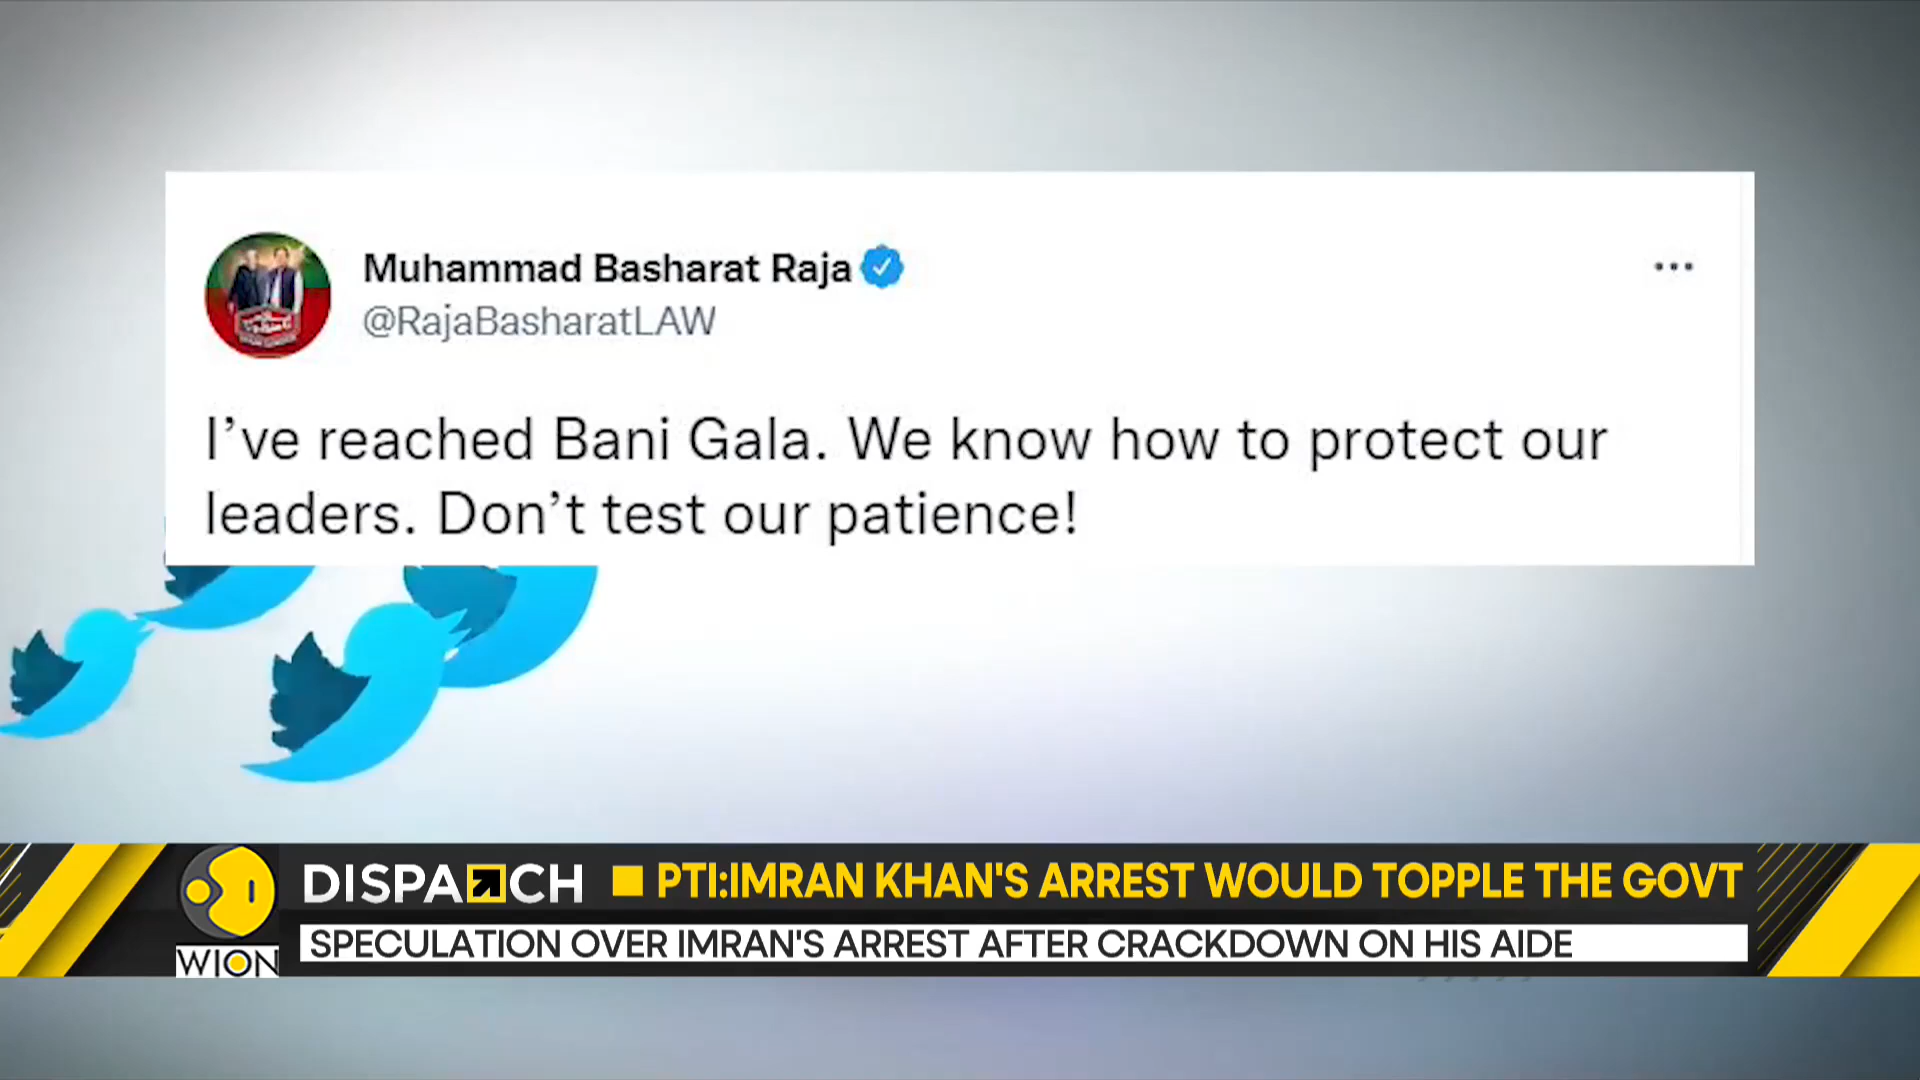 Muhammad Basharat Raja
@RajaBasharatLAW
I’ve reached Bani Gala. We know how to protect our
leaders. Don’t test our patience!
DISPATCH
PTI:IMRAN KHAN'S ARREST WOULD TOPPLE THE GOVT
WION
SPECULATION OVER IMRAN'S ARREST AFTER CRACKDOWN ON HIS AIDE